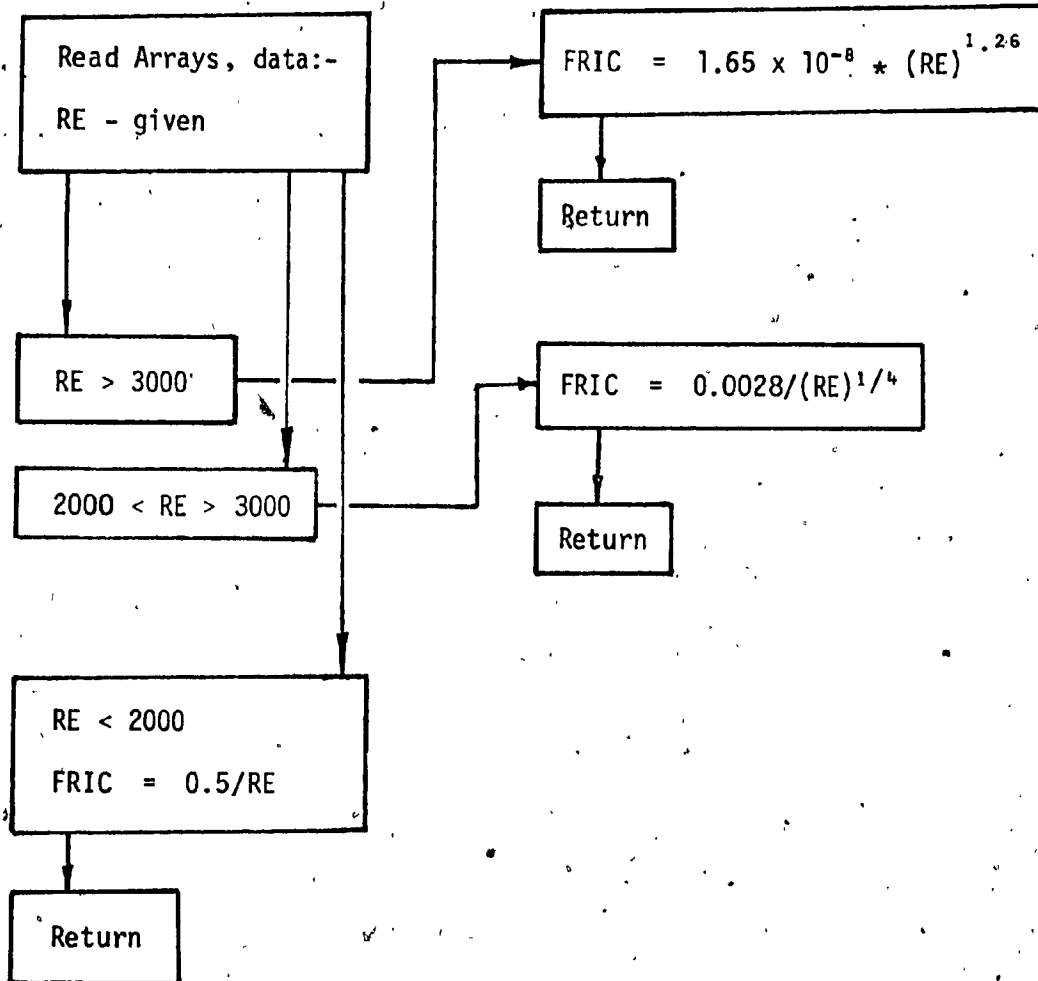 Read Arrays, data:-
RE - given
FRIC = 1.65 x 10⁻⁸ * (RE)¹·²⁶
Return
RE > 3000
FRIC = 0.0028/(RE)¹/⁴
2000 < RE > 3000
Return
RE < 2000
FRIC = 0.5/RE
Return